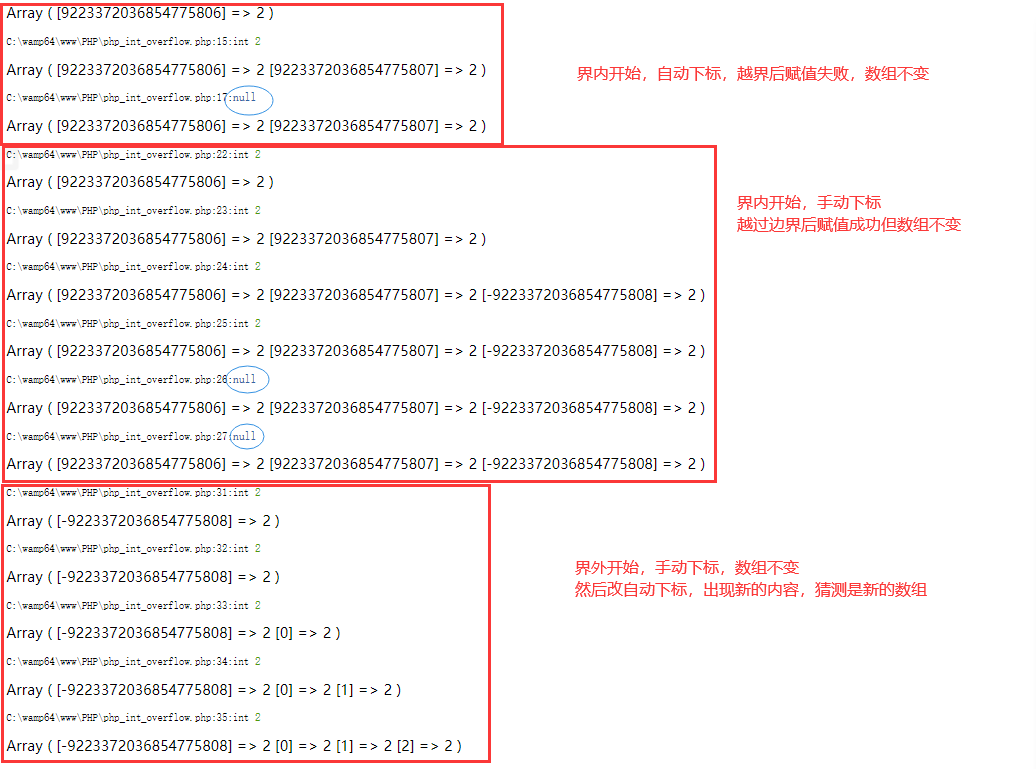 Array ( [9223372036854775806] => 2 )
C:\wamp64\www\PHP\php_int_overflow.php:15:int 2
Array ( [9223372036854775806] => 2 [9223372036854775807] => 2 )
C:\wamp64\www\PHP\php_int_overflow.php:17:null
Array ( [9223372036854775806] => 2 [9223372036854775807] => 2 )
界内开始，自动下标，越界后赋值失败，数组不变
C:\wamp64\www\PHP\php_int_overflow.php:22:int 2
Array ( [9223372036854775806] => 2 )
C:\wamp64\www\PHP\php_int_overflow.php:23:int 2
Array ( [9223372036854775806] => 2 [9223372036854775807] => 2 )
C:\wamp64\www\PHP\php_int_overflow.php:24:int 2
Array ( [9223372036854775806] => 2 [9223372036854775807] => 2 [-9223372036854775808] => 2 )
C:\wamp64\www\PHP\php_int_overflow.php:25:int 2
Array ( [9223372036854775806] => 2 [9223372036854775807] => 2 [-9223372036854775808] => 2 )
C:\wamp64\www\PHP\php_int_overflow.php:26:null
Array ( [9223372036854775806] => 2 [9223372036854775807] => 2 [-9223372036854775808] => 2 )
C:\wamp64\www\PHP\php_int_overflow.php:27:null
Array ( [9223372036854775806] => 2 [9223372036854775807] => 2 [-9223372036854775808] => 2 )
界内开始，手动下标
越过边界后赋值成功但数组不变
C:\wamp64\www\PHP\php_int_overflow.php:31:int 2
Array ( [-9223372036854775808] => 2 )
C:\wamp64\www\PHP\php_int_overflow.php:32:int 2
Array ( [-9223372036854775808] => 2 )
C:\wamp64\www\PHP\php_int_overflow.php:33:int 2
Array ( [-9223372036854775808] => 2 [0] => 2 )
C:\wamp64\www\PHP\php_int_overflow.php:34:int 2
Array ( [-9223372036854775808] => 2 [0] => 2 [1] => 2 )
C:\wamp64\www\PHP\php_int_overflow.php:35:int 2
Array ( [-9223372036854775808] => 2 [0] => 2 [1] => 2 [2] => 2 )
界外开始，手动下标，数组不变
然后改自动下标，出现新的内容，猜测是新的数组